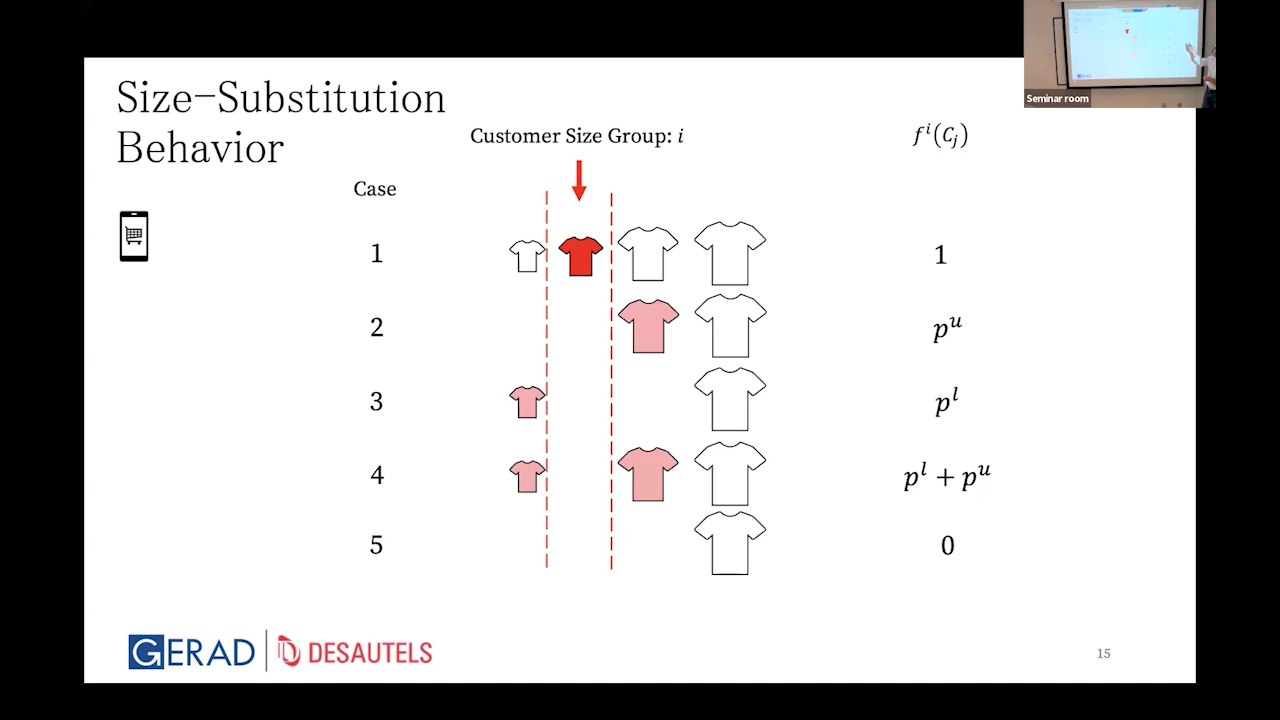 Size-Substitution
Behavior
Customer Size Group: i
f^i(C_j)
Case
1
1
2
p^u
3
p^l
4
p^l + p^u
5
0
GERAD
DESAUTELS
15
Seminar room